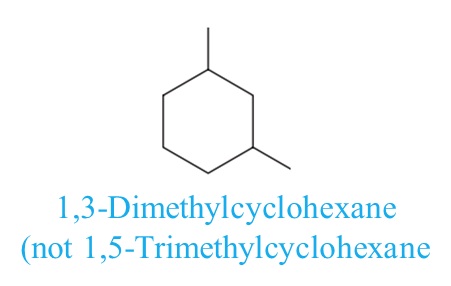 1,3-Dimethylcyclohexane
(not 1,5-Trimethylcyclohexane